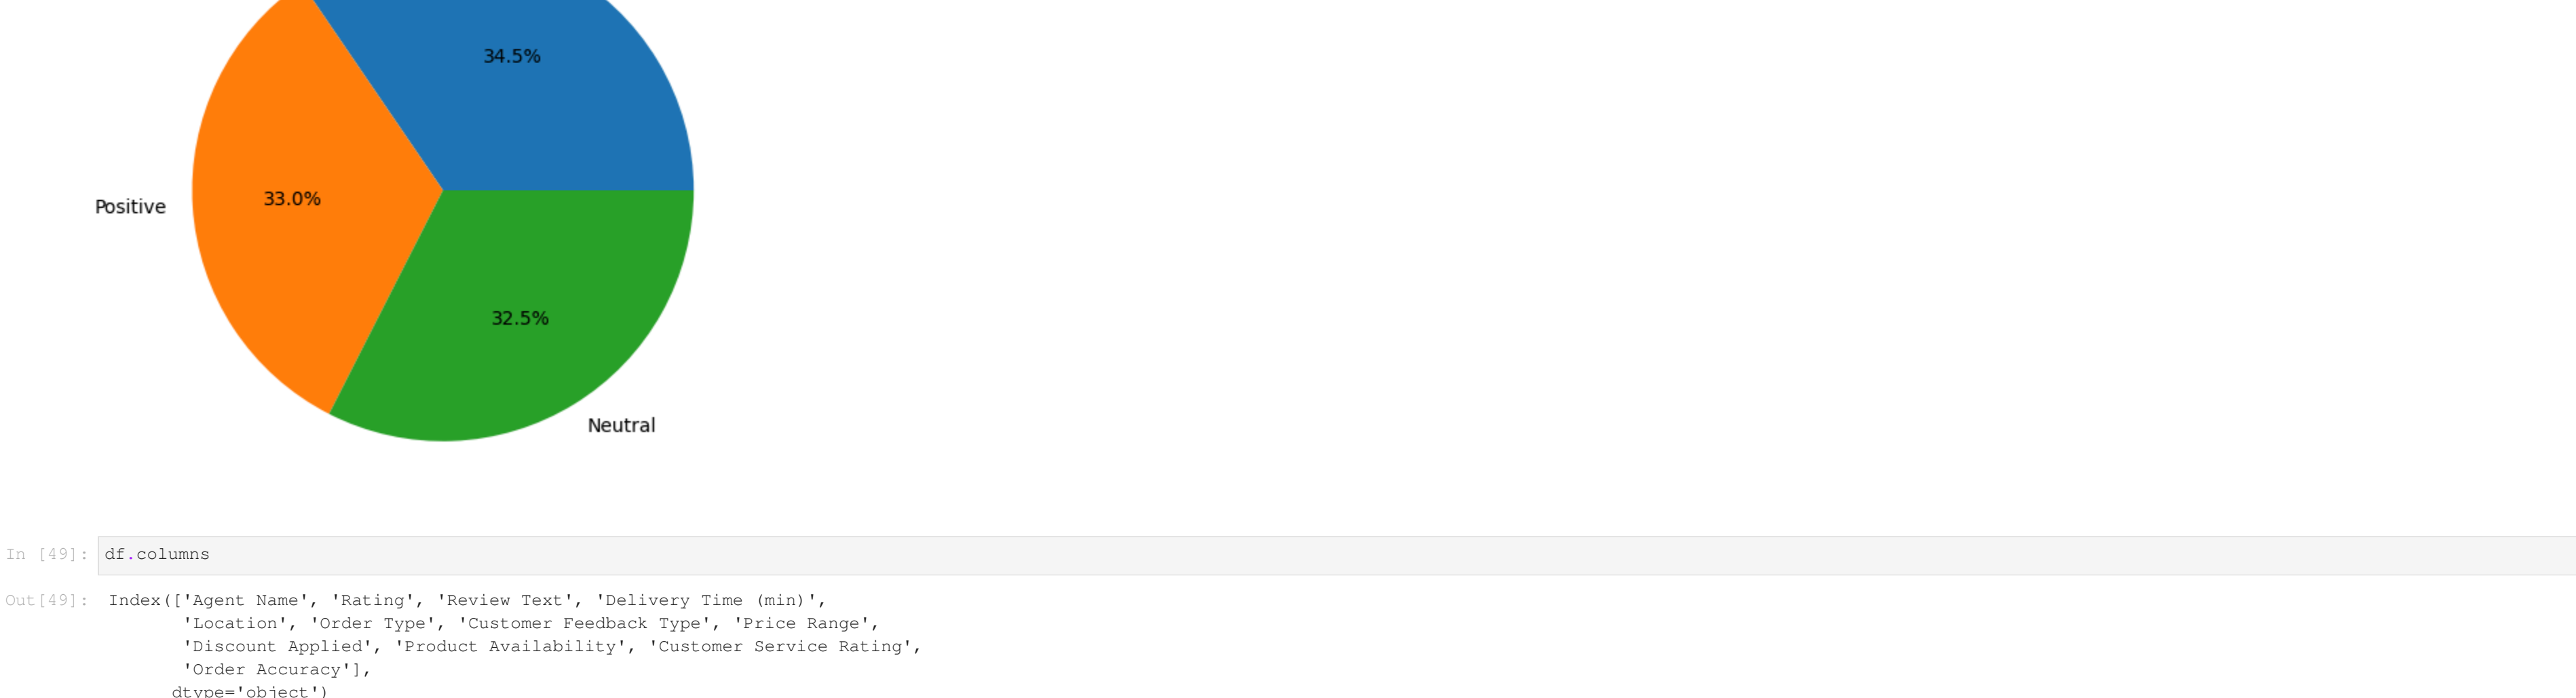 34.5%
33.0%
Positive
32.5%
Neutral
In [49]: df.columns
Out[49]: Index(['Agent Name', 'Rating', 'Review Text', 'Delivery Time (min)',
'Location', 'Order Type', 'Customer Feedback Type', 'Price Range',
'Discount Applied', 'Product Availability', 'Customer Service Rating',
'Order Accuracy'],
dtype='object')